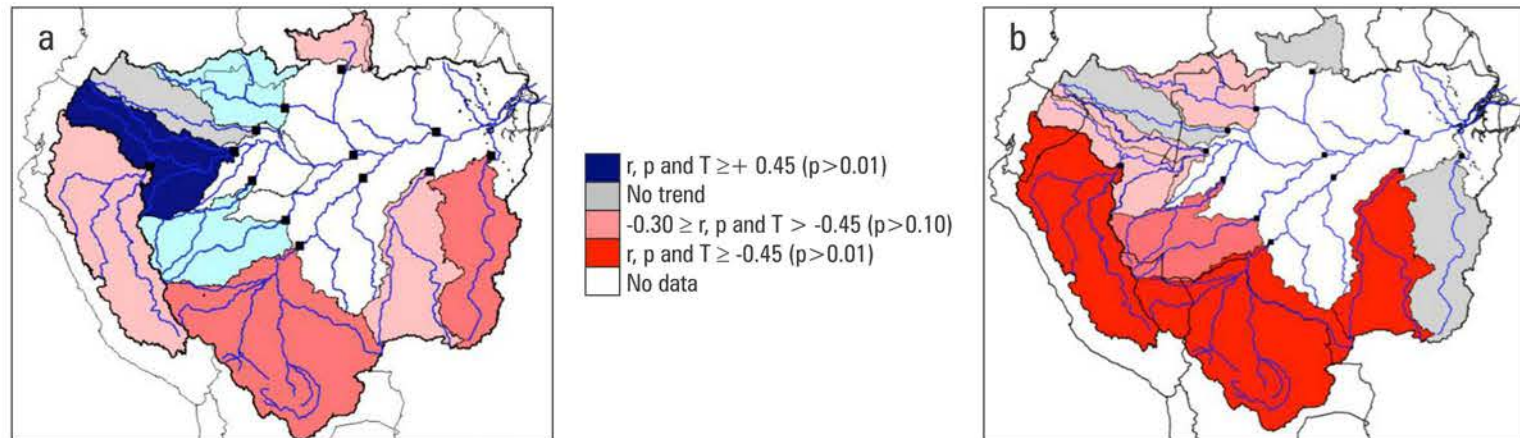 a
r, p and T ≥+ 0.45 (p>0.01)
No trend
-0.30 ≥ r, p and T > -0.45 (p>0.10)
r, p and T ≥ -0.45 (p>0.01)
No data
b